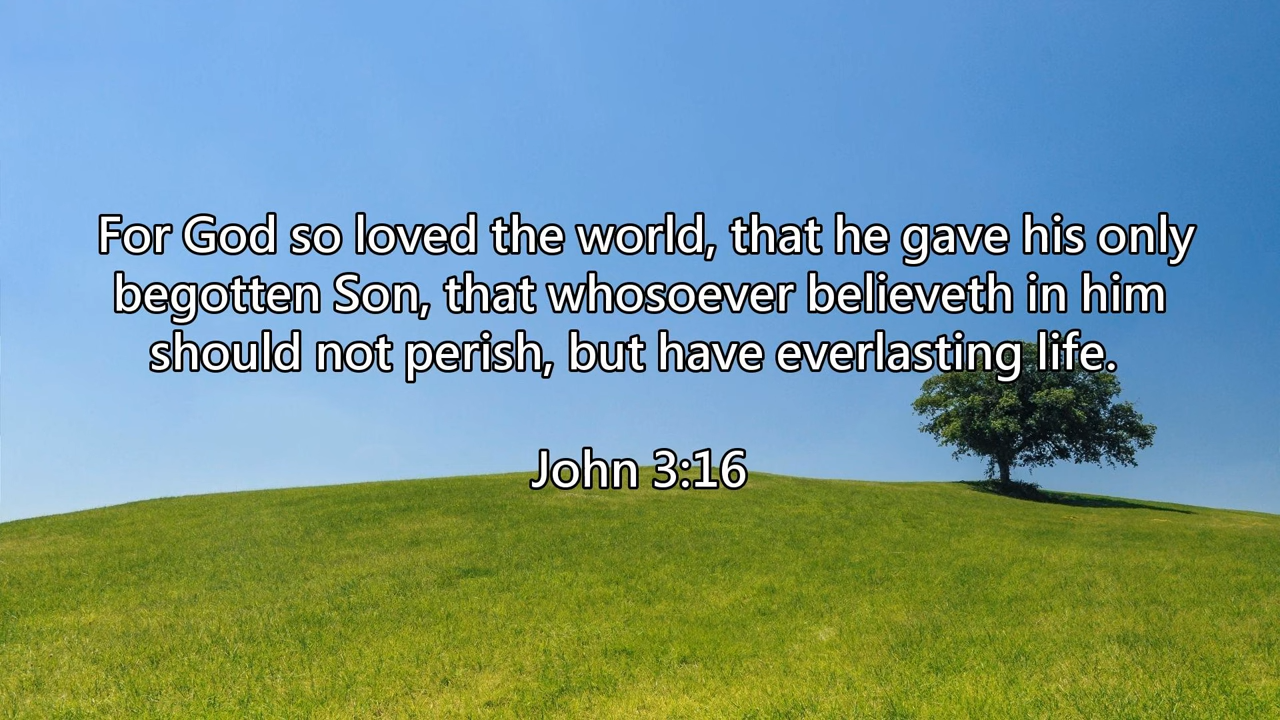 For God so loved the world, that he gave his only
begotten Son, that whosoever believeth in him
should not perish, but have everlasting life.
John 3:16